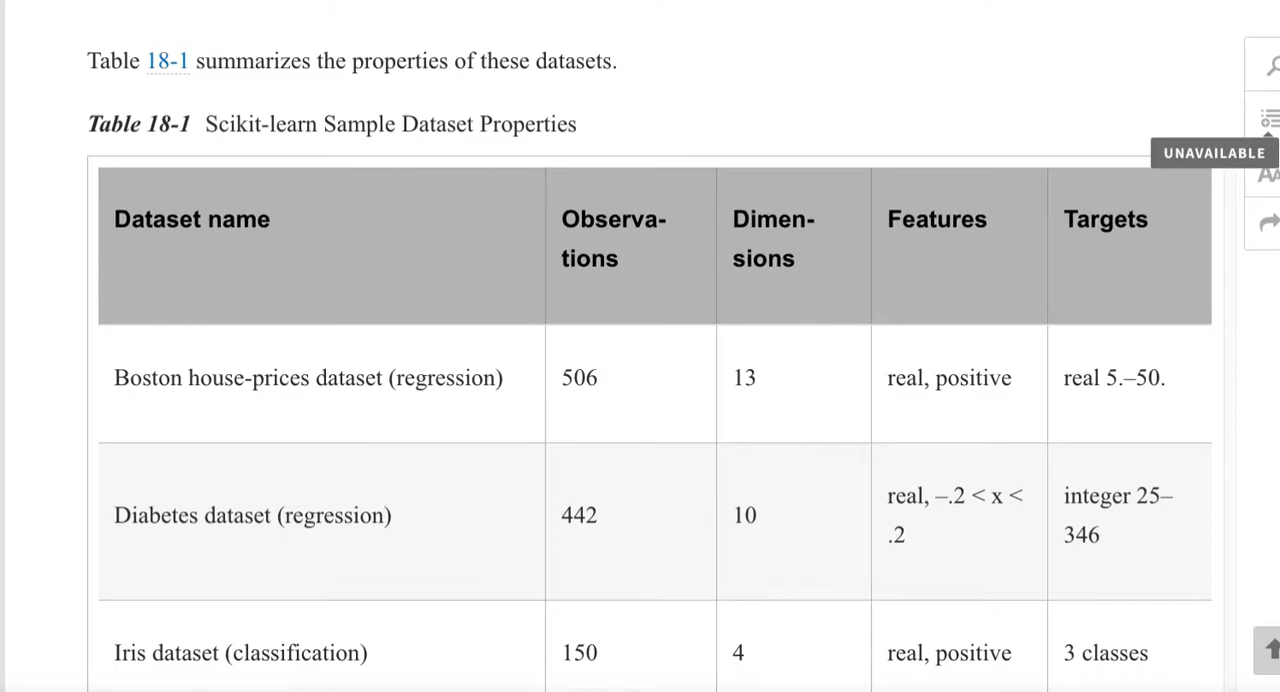 Table 18-1 summarizes the properties of these datasets.
Table 18-1 Scikit-learn Sample Dataset Properties
UNAVAILABLE
AA
Dataset name Observa- Dimen- Features Targets
tions sions
Boston house-prices dataset (regression) 506 13 real, positive real 5.–50.
Diabetes dataset (regression) 442 10 real, –.2 < x < integer 25–
.2 346
Iris dataset (classification) 150 4 real, positive 3 classes